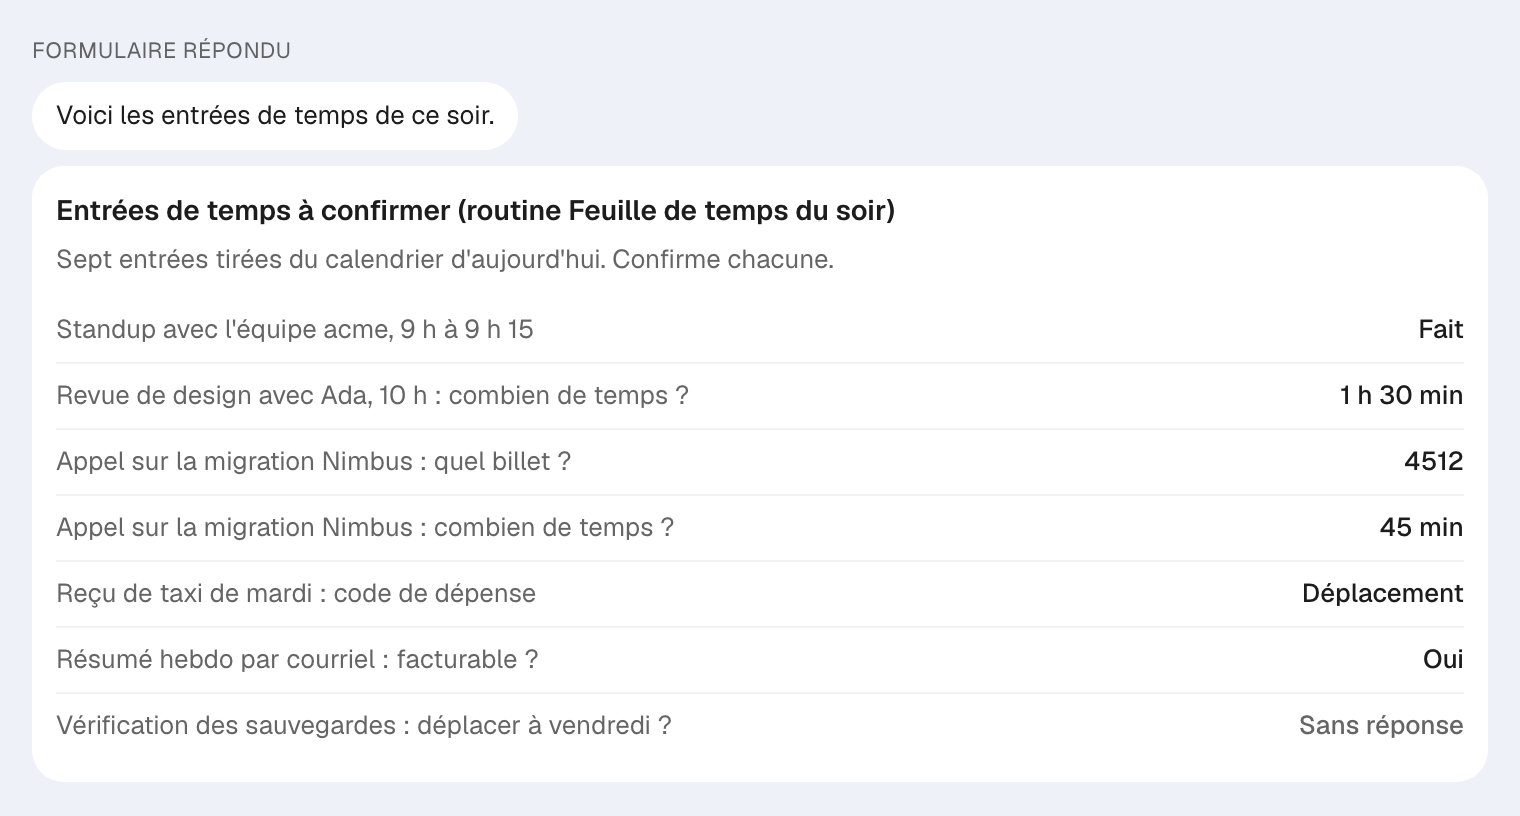 FORMULAIRE RÉPONDU
Voici les entrées de temps de ce soir.
Entrées de temps à confirmer (routine Feuille de temps du soir)
Sept entrées tirées du calendrier d'aujourd'hui. Confirme chacune.
Standup avec l'équipe acme, 9 h à 9 h 15 Fait
Revue de design avec Ada, 10 h : combien de temps ? 1 h 30 min
Appel sur la migration Nimbus : quel billet ? 4512
Appel sur la migration Nimbus : combien de temps ? 45 min
Reçu de taxi de mardi : code de dépense Déplacement
Résumé hebdo par courriel : facturable ? Oui
Vérification des sauvegardes : déplacer à vendredi ? Sans réponse